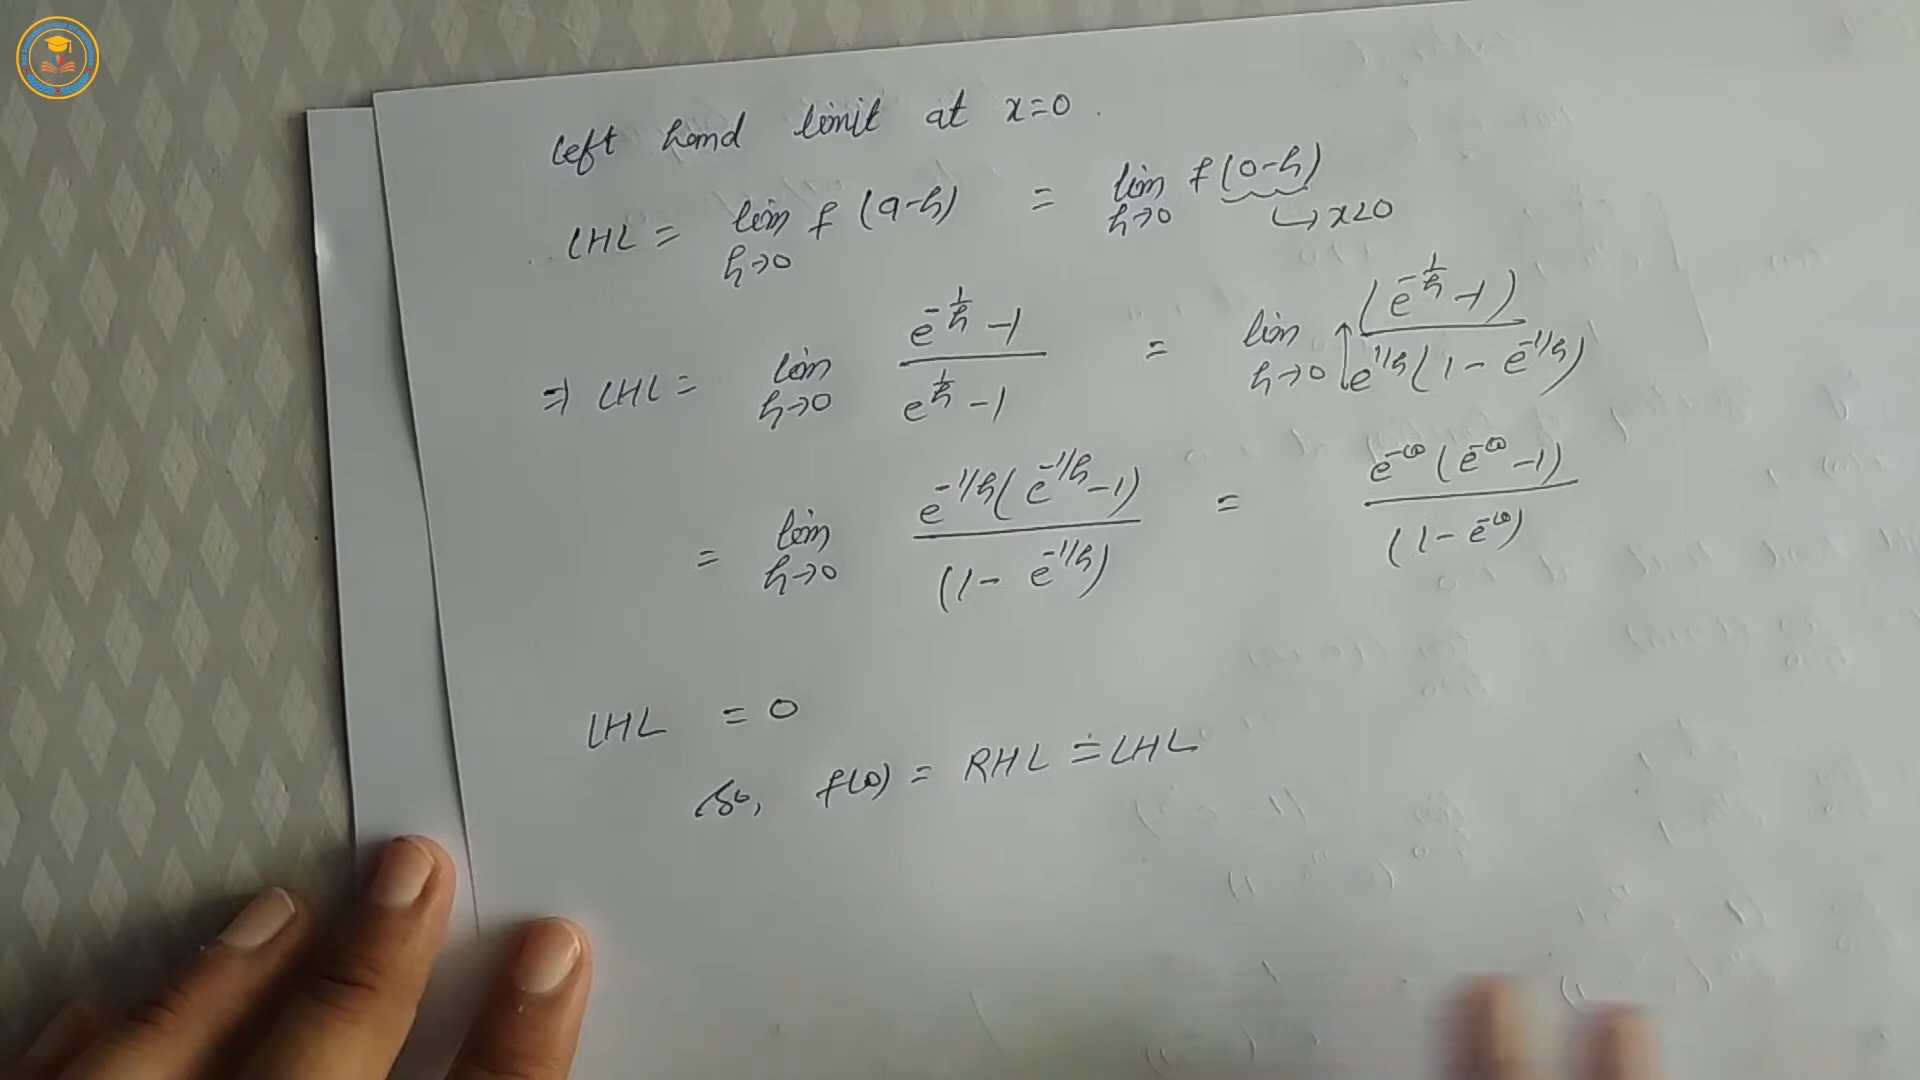 Left hand limit at x=0.
LHL = lim h→0 f(a-h) = lim h→0 f(0-h) ↳ x<0
⇒ LHL = lim h→0 (e^{-1/h} - 1)/(e^{1/h} - 1) = lim h→0 (e^{-1/h} - 1)/(e^{1/h}(1 - e^{-1/h}))
= lim h→0 (e^{-1/h}(e^{-1/h} - 1))/((1 - e^{-1/h})) = (e^{-∞}(e^{-∞} - 1))/((1 - e^{-∞}))
LHL = 0
So, f(0) = RHL = LHL